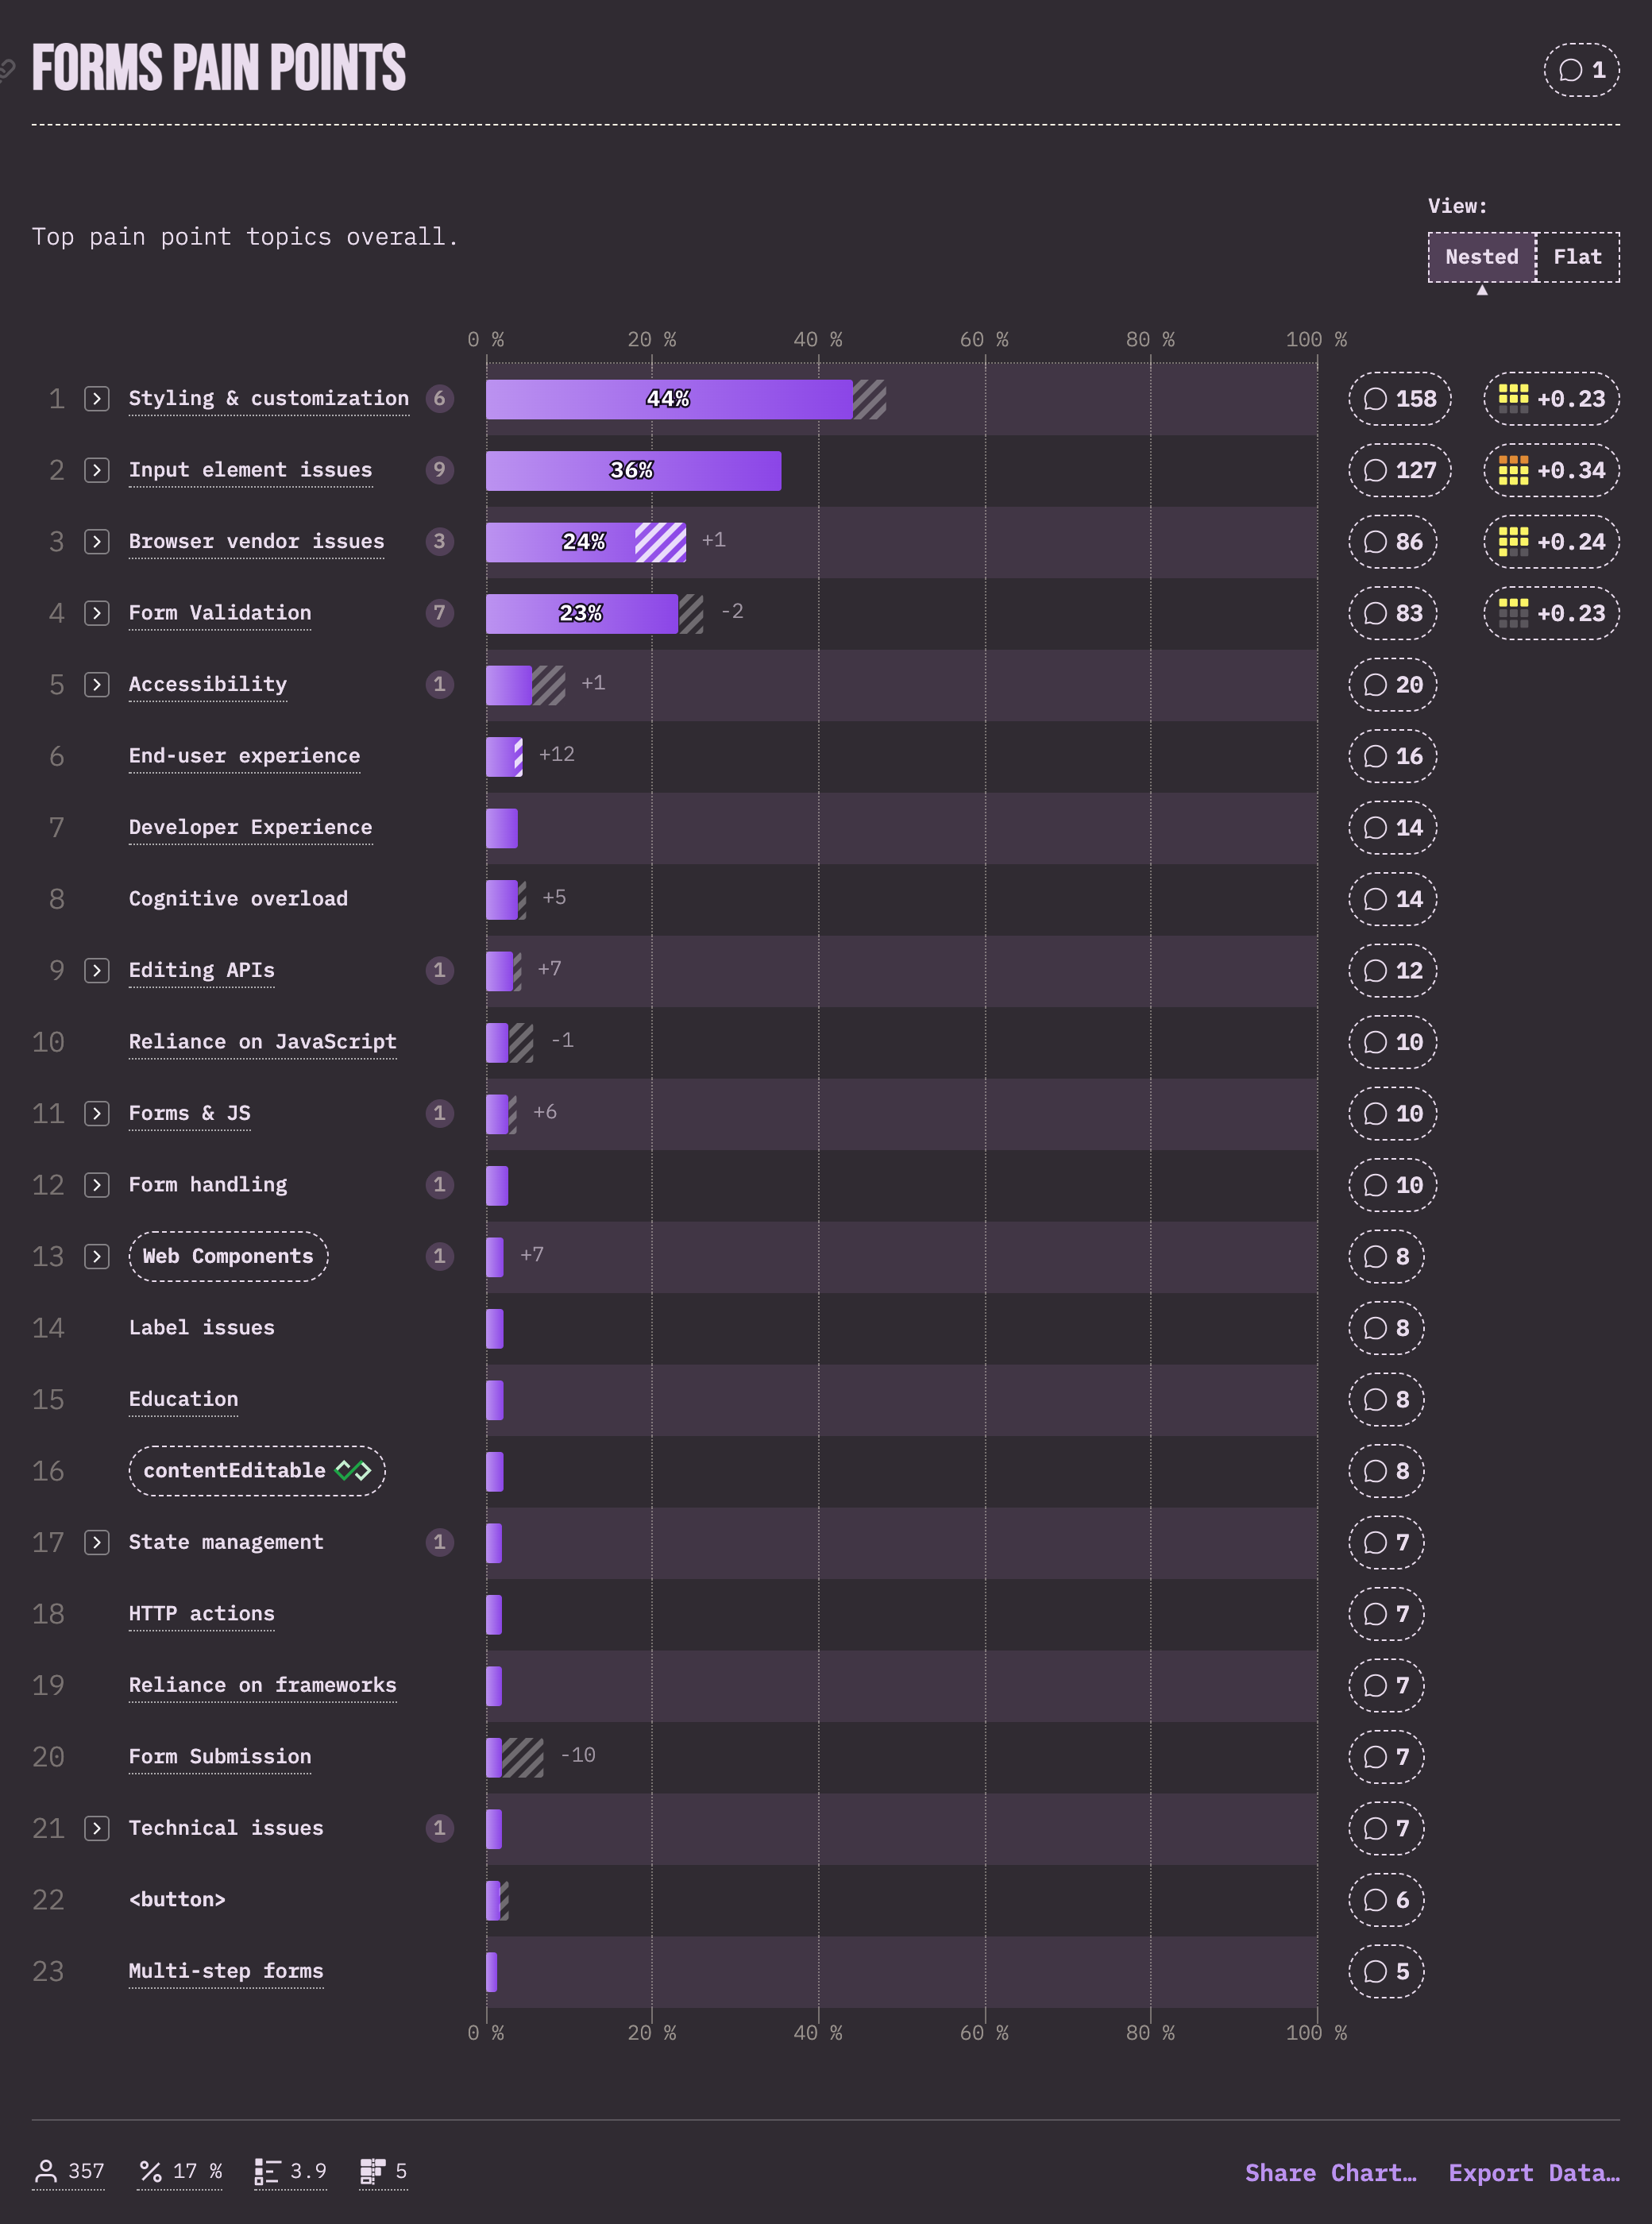 FORMS PAIN POINTS
1
Top pain point topics overall.
View:
Nested Flat
0 % 20 % 40 % 60 % 80 % 100 %
1 Styling & customization 6 44% 158 +0.23
2 Input element issues 9 36% 127 +0.34
3 Browser vendor issues 3 24% +1 86 +0.24
4 Form Validation 7 23% -2 83 +0.23
5 Accessibility 1 +1 20
6 End-user experience +12 16
7 Developer Experience 14
8 Cognitive overload +5 14
9 Editing APIs 1 +7 12
10 Reliance on JavaScript -1 10
11 Forms & JS 1 +6 10
12 Form handling 1 10
13 Web Components 1 +7 8
14 Label issues 8
15 Education 8
16 contentEditable 8
17 State management 1 7
18 HTTP actions 7
19 Reliance on frameworks 7
20 Form Submission -10 7
21 Technical issues 1 7
22 <button> 6
23 Multi-step forms 5
0 % 20 % 40 % 60 % 80 % 100 %
357 17 % 3.9 5 Share Chart… Export Data…